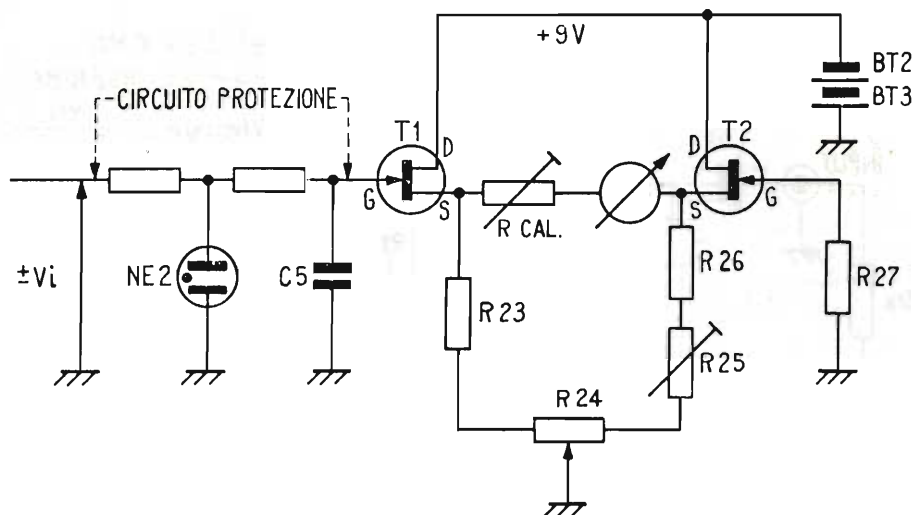 +9V
BT2
BT3
CIRCUITO PROTEZIONE
T1
D
G
S
R CAL.
T2
D
S
G
±Vi
NE2
C5
R23
R26
R25
R27
R24